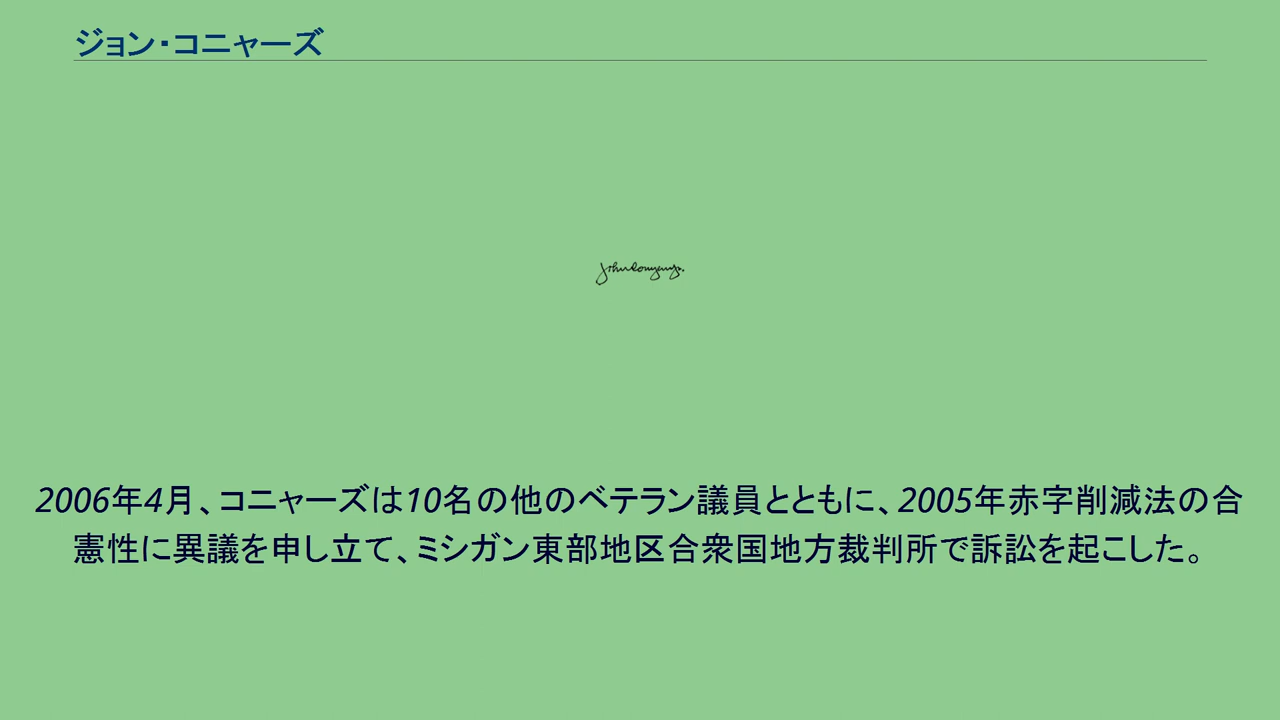 ジョン・コニャーズ
John Conyers
2006年4月、コニャーズは10名の他のベテラン議員とともに、2005年赤字削減法の合
憲性に異議を申し立て、ミシガン東部地区合衆国地方裁判所で訴訟を起こした。